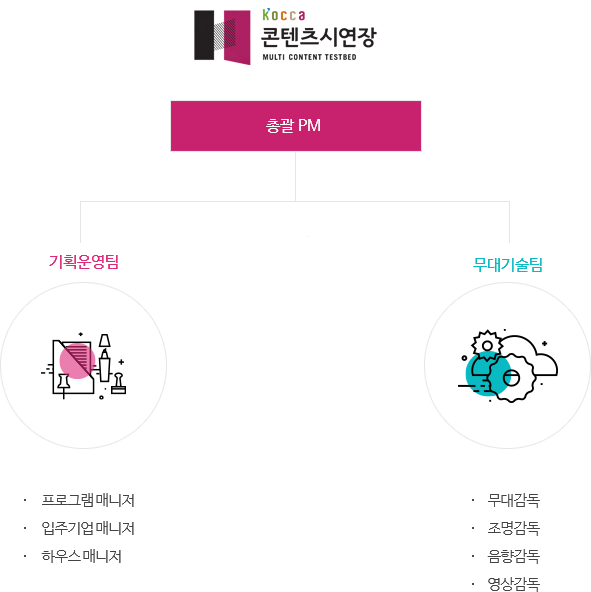 kocca
콘텐츠시연장
MULTI CONTENT TESTBED
총괄 PM
기획운영팀
무대기술팀
· 프로그램 매니저
· 입주기업 매니저
· 하우스 매니저
· 무대감독
· 조명감독
· 음향감독
· 영상감독